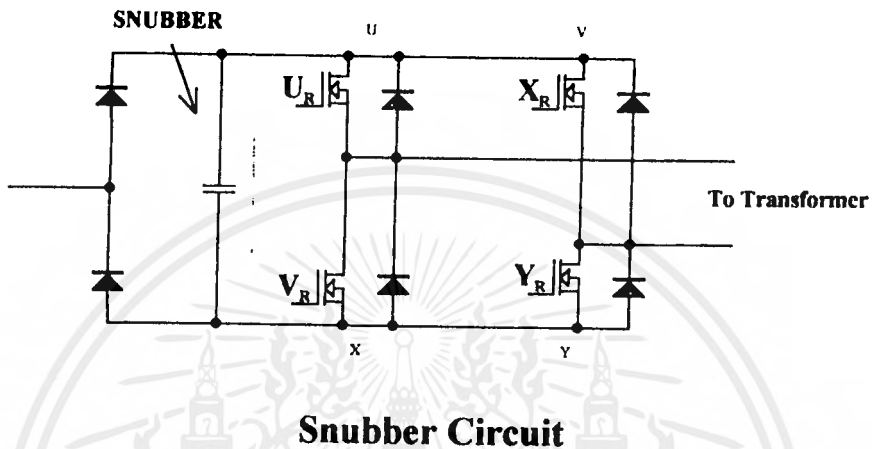 SNUBBER
U
V
U_R
X_R
To Transformer
V_R
Y_R
X
Y
Snubber Circuit